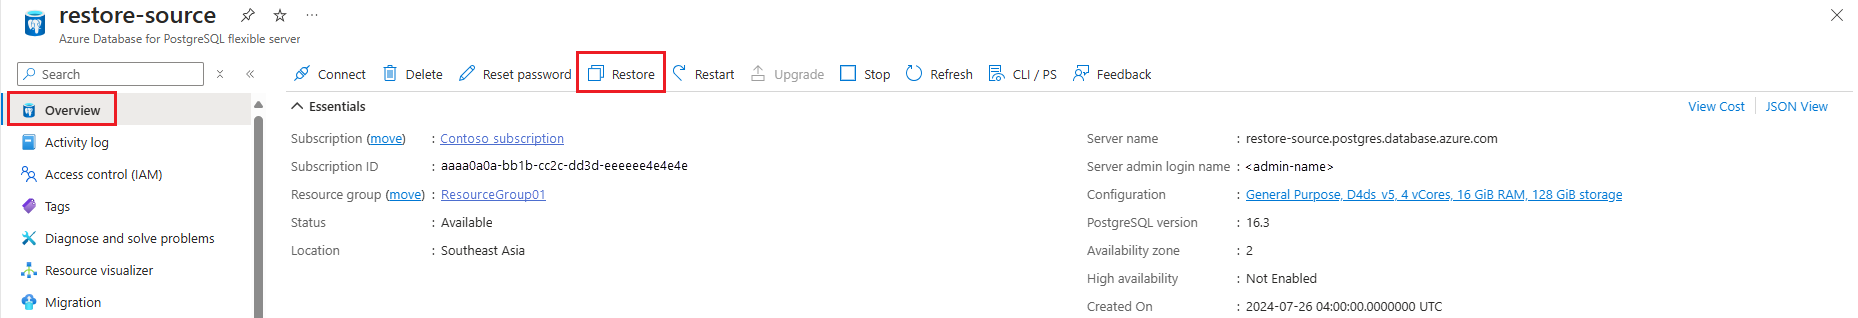 restore-source
Azure Database for PostgreSQL flexible server
Search
Connect Delete Reset password Restore Restart Upgrade Stop Refresh CLI / PS Feedback
Overview
Activity log
Access control (IAM)
Tags
Diagnose and solve problems
Resource visualizer
Migration
Essentials
View Cost JSON View
Subscription (move) : Contoso subscription
Subscription ID : aaaa0a0a-bb1b-cc2c-dd3d-eeeeee4e4e4e
Resource group (move) : ResourceGroup01
Status : Available
Location : Southeast Asia
Server name : restore-source.postgres.database.azure.com
Server admin login name : <admin-name>
Configuration : General Purpose, D4ds_v5, 4 vCores, 16 GiB RAM, 128 GiB storage
PostgreSQL version : 16.3
Availability zone : 2
High availability : Not Enabled
Created On : 2024-07-26 04:00:00.0000000 UTC